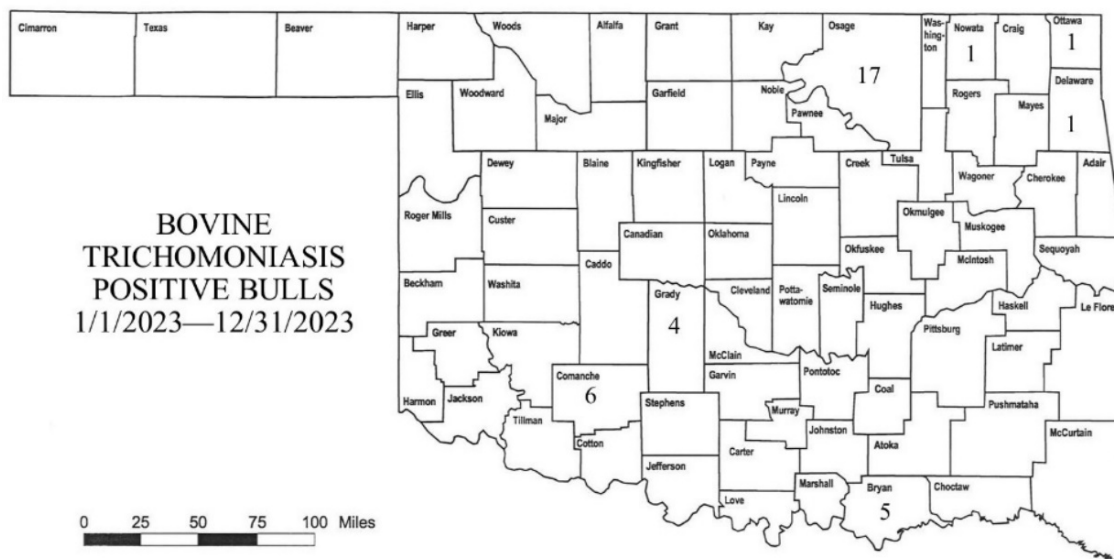 Cimarron Texas Beaver Harper Woods Alfalfa Grant Kay Osage Wash-
ing-
ton
Nowata Craig Ottawa
1 1
17
Delaware
Ellis Woodward Garfield Noble Rogers
Mayes
Major Pawnee 1
Dewey Blaine Kingfisher Logan Payne Creek Tulsa Adair
Wagoner Cherokee
Lincoln
Roger Mills Custer Okmulgee
Muskogee
Canadian Oklahoma Okfuskee Sequoyah
Caddo McIntosh
BOVINE
TRICHOMONIASIS
POSITIVE BULLS
1/1/2023—12/31/2023
Beckham Washita Grady Cleveland Potta-
watomie
Seminole Hughes Haskell Le Flore
4
Greer Kiowa Pittsburg
McClain Latimer
Comanche Garvin Pontotoc
Coal
6
Harmon Jackson Stephens Murray Pushmataha
Tillman Johnston McCurtain
Cotton Carter Atoka
Jefferson
Marshall Bryan Choctaw
Love
5
0 25 50 75 100 Miles